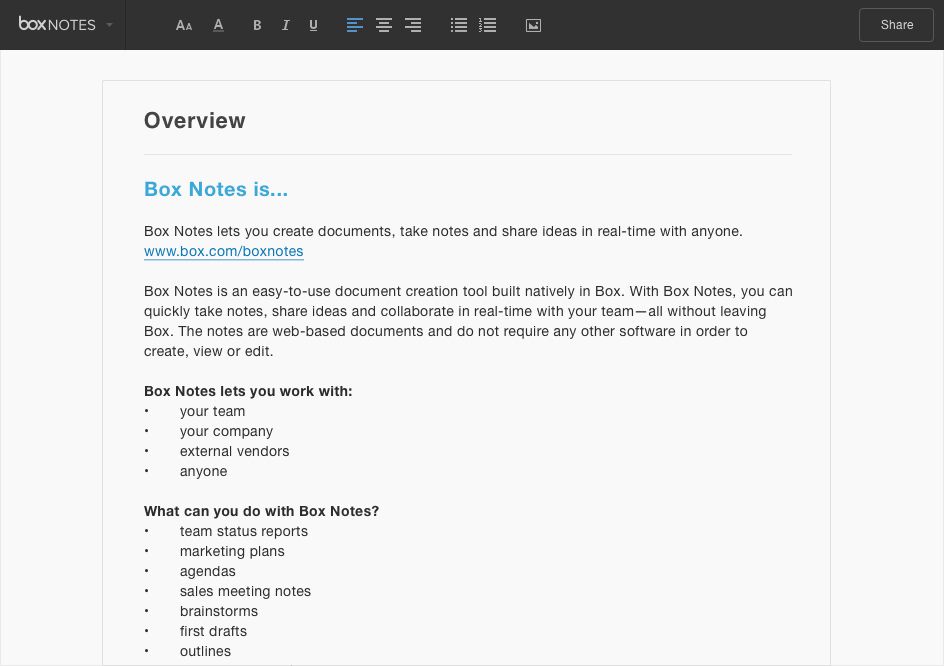 boxNOTES
AA A B I U
Share
Overview
Box Notes is...
Box Notes lets you create documents, take notes and share ideas in real-time with anyone.
www.box.com/boxnotes
Box Notes is an easy-to-use document creation tool built natively in Box. With Box Notes, you can
quickly take notes, share ideas and collaborate in real-time with your team—all without leaving
Box. The notes are web-based documents and do not require any other software in order to
create, view or edit.
Box Notes lets you work with:
• your team
• your company
• external vendors
• anyone
What can you do with Box Notes?
• team status reports
• marketing plans
• agendas
• sales meeting notes
• brainstorms
• first drafts
• outlines